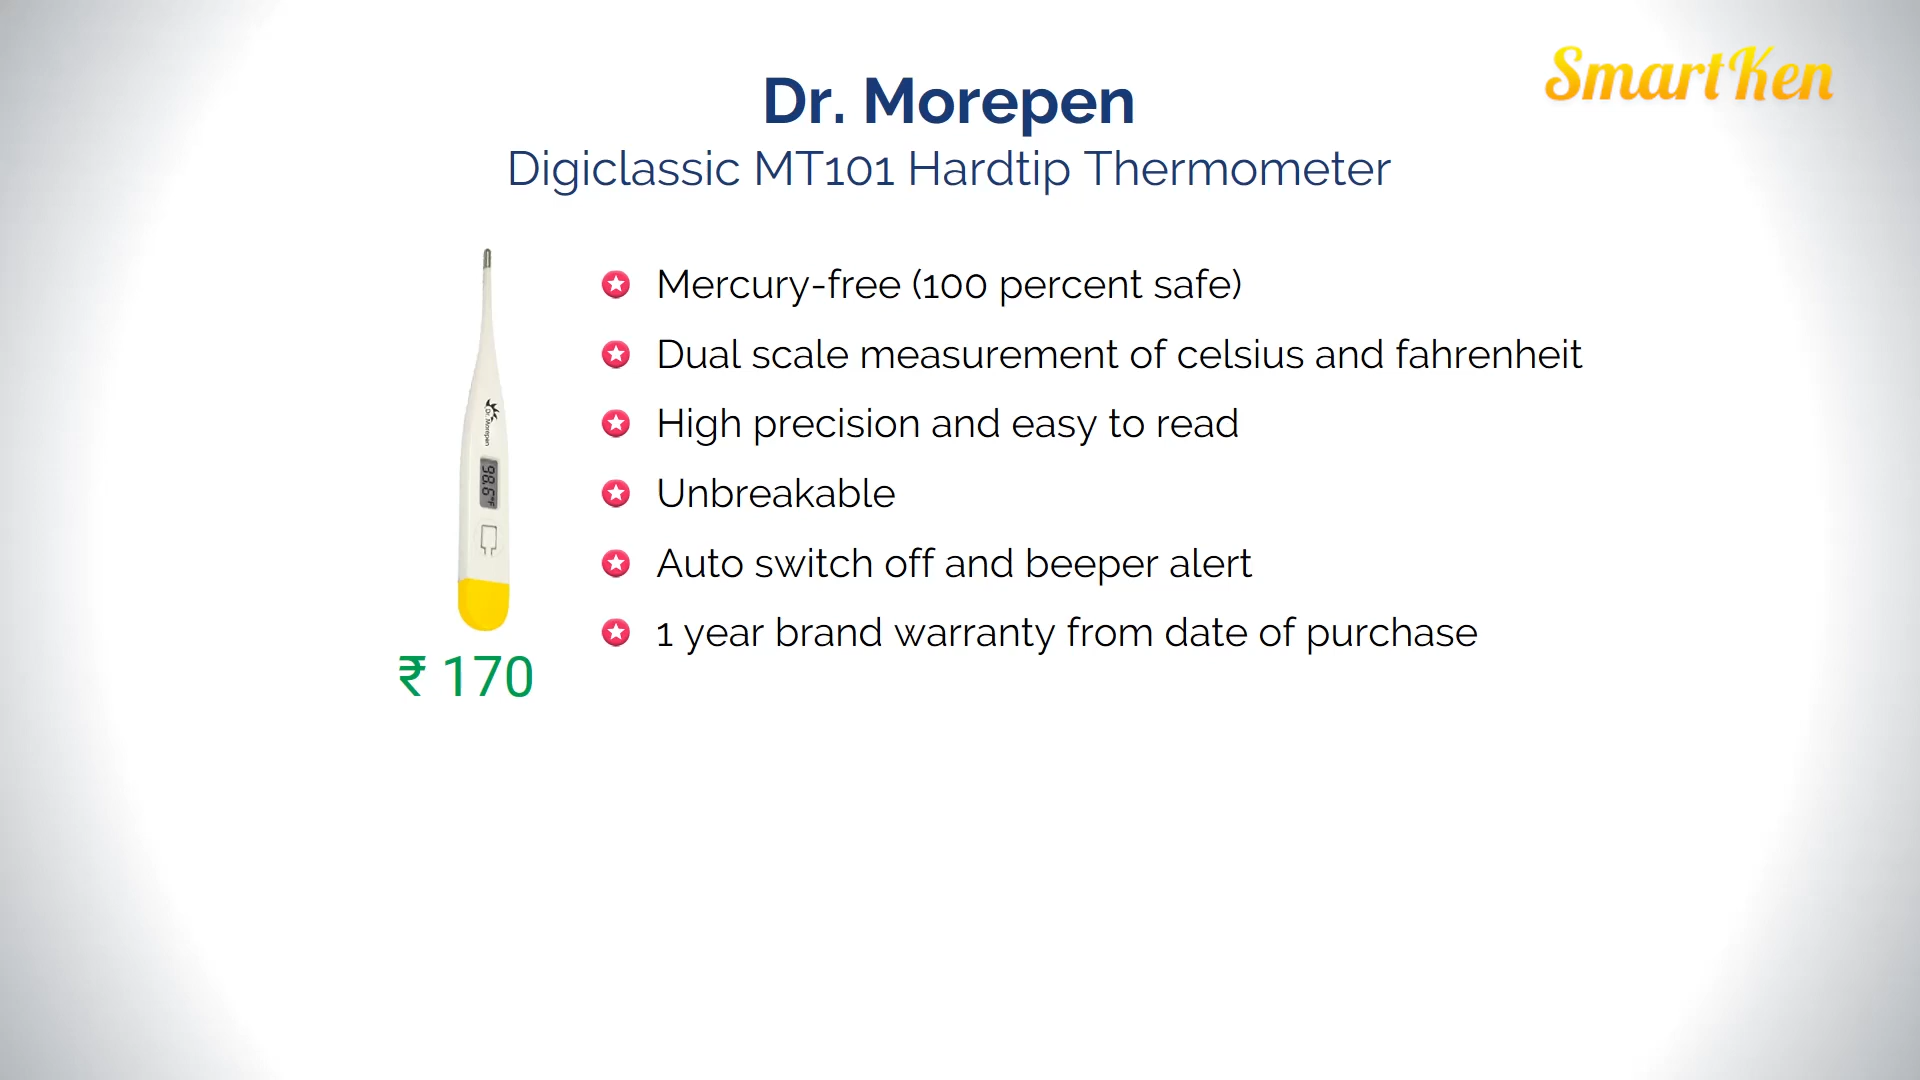 SmartKen
Dr. Morepen
Digiclassic MT101 Hardtip Thermometer
Mercury-free (100 percent safe)
Dual scale measurement of celsius and fahrenheit
High precision and easy to read
Unbreakable
Auto switch off and beeper alert
1 year brand warranty from date of purchase
Dr. Morepen
98.6°F
₹ 170